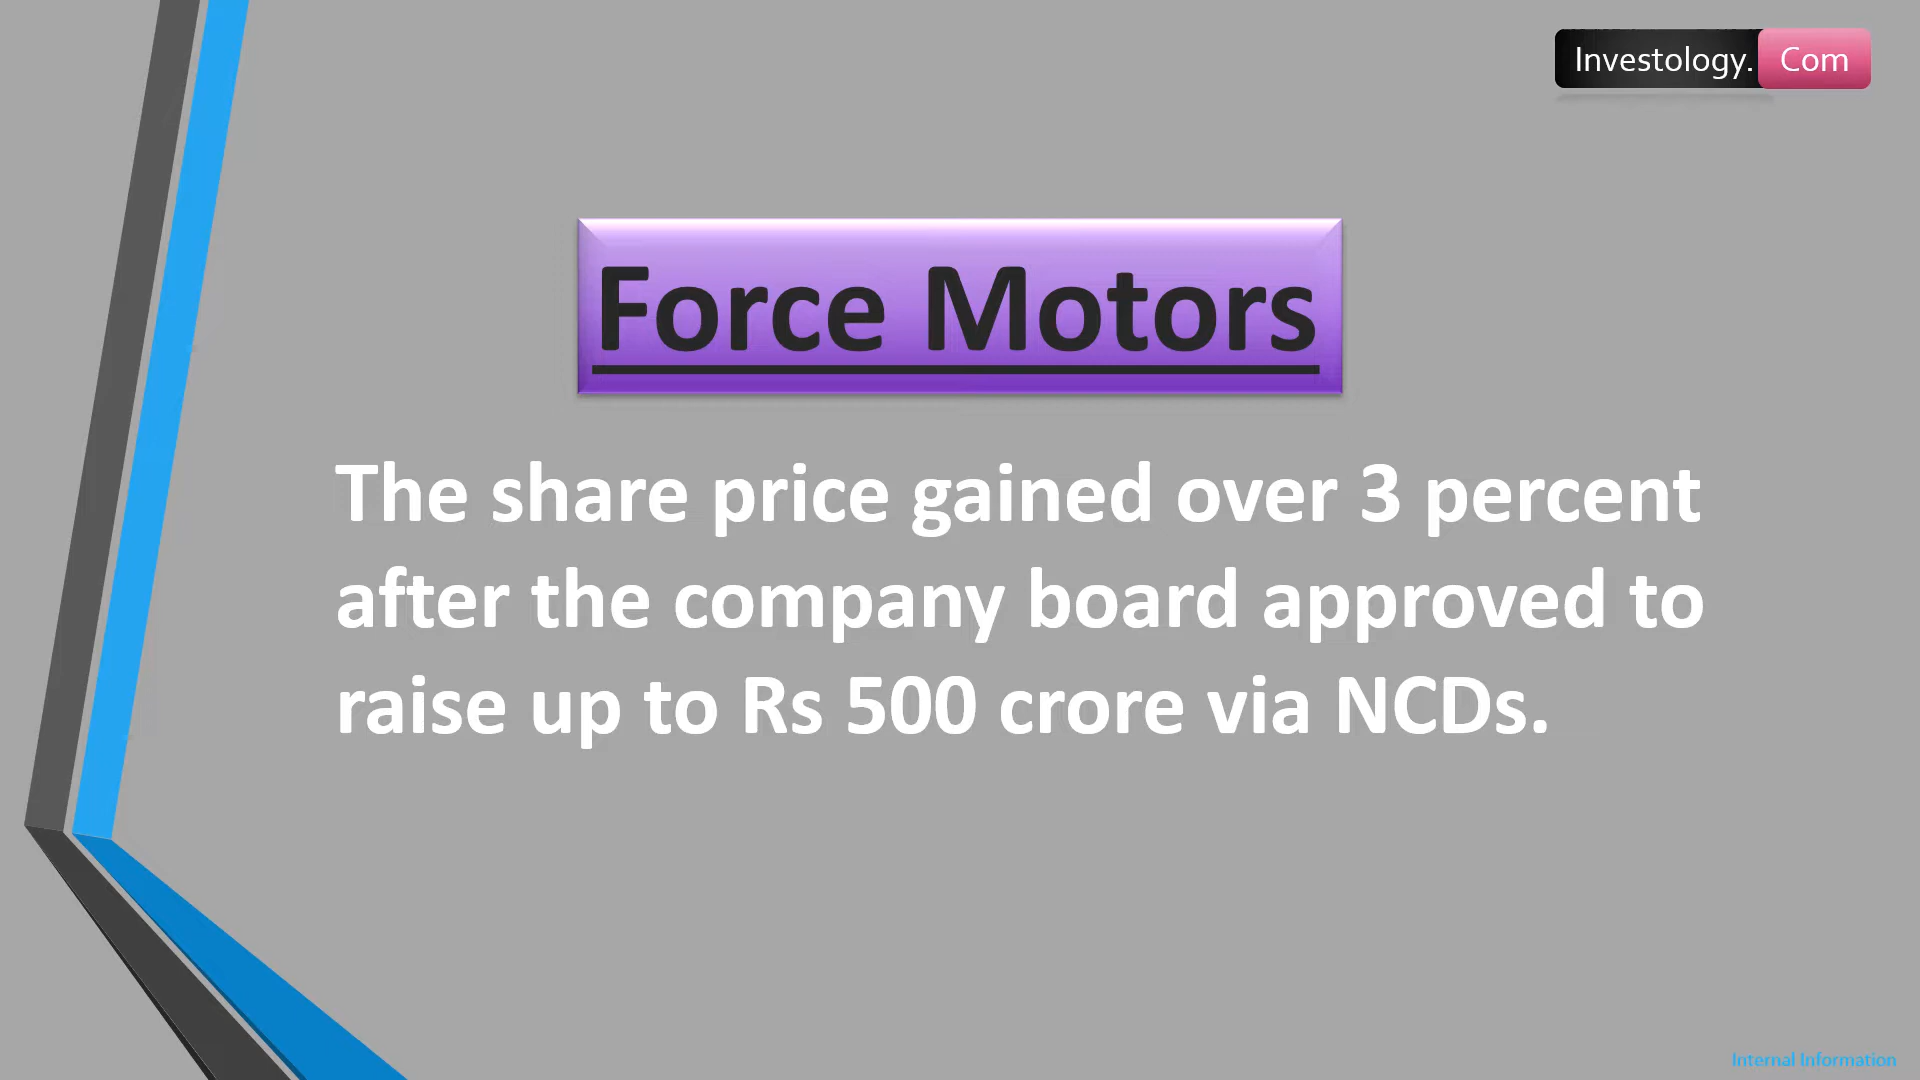 Investology. Com
Force Motors
The share price gained over 3 percent
after the company board approved to
raise up to Rs 500 crore via NCDs.
Internal Information